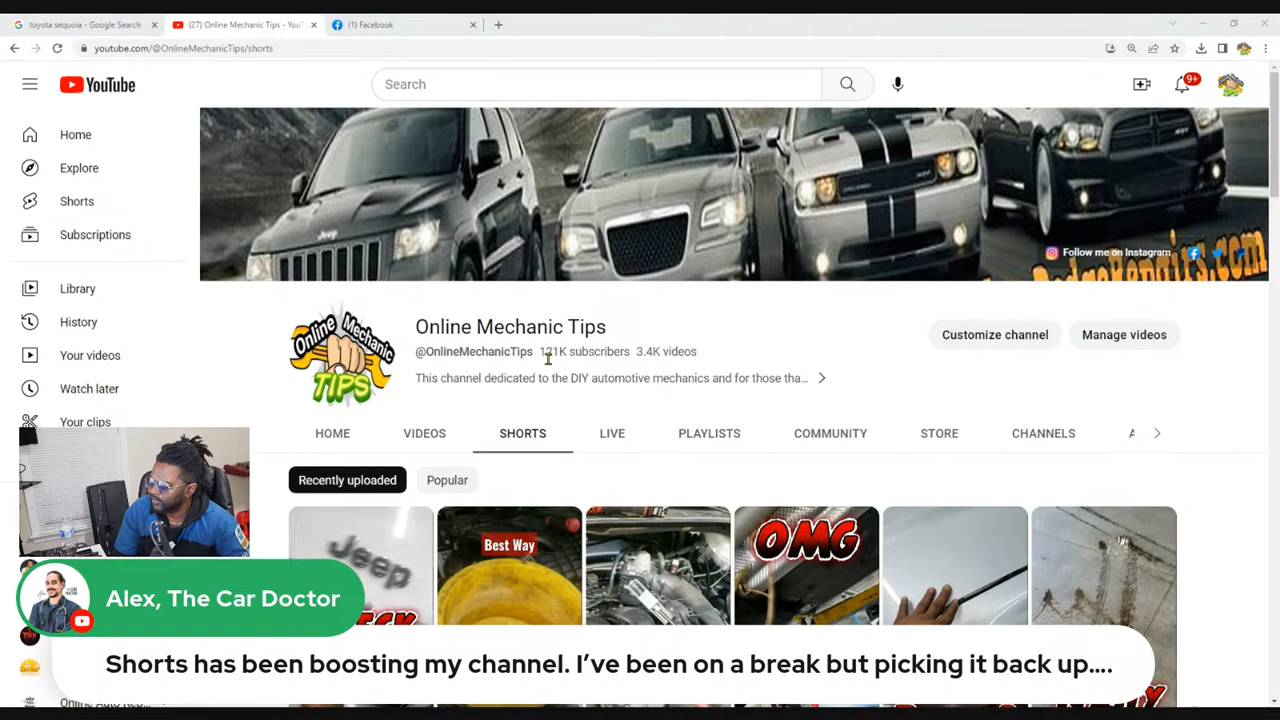 toyota sequoia - Google Search
(27) Online Mechanic Tips - You
(1) Facebook
youtube.com/@OnlineMechanicTips/shorts
YouTube
Search
9+
Home
Explore
Shorts
Subscriptions
Library
History
Your videos
Watch later
Your clips
Jeep
Follow me on Instagram
Online Mechanic
TIPS
Online Mechanic Tips
@OnlineMechanicTips 131K subscribers 3.4K videos
This channel dedicated to the DIY automotive mechanics and for those tha...
Customize channel
Manage videos
HOME
VIDEOS
SHORTS
LIVE
PLAYLISTS
COMMUNITY
STORE
CHANNELS
A
Recently uploaded
Popular
Jeep
Best Way
OMG
Alex, The Car Doctor
Shorts has been boosting my channel. I’ve been on a break but picking it back up....